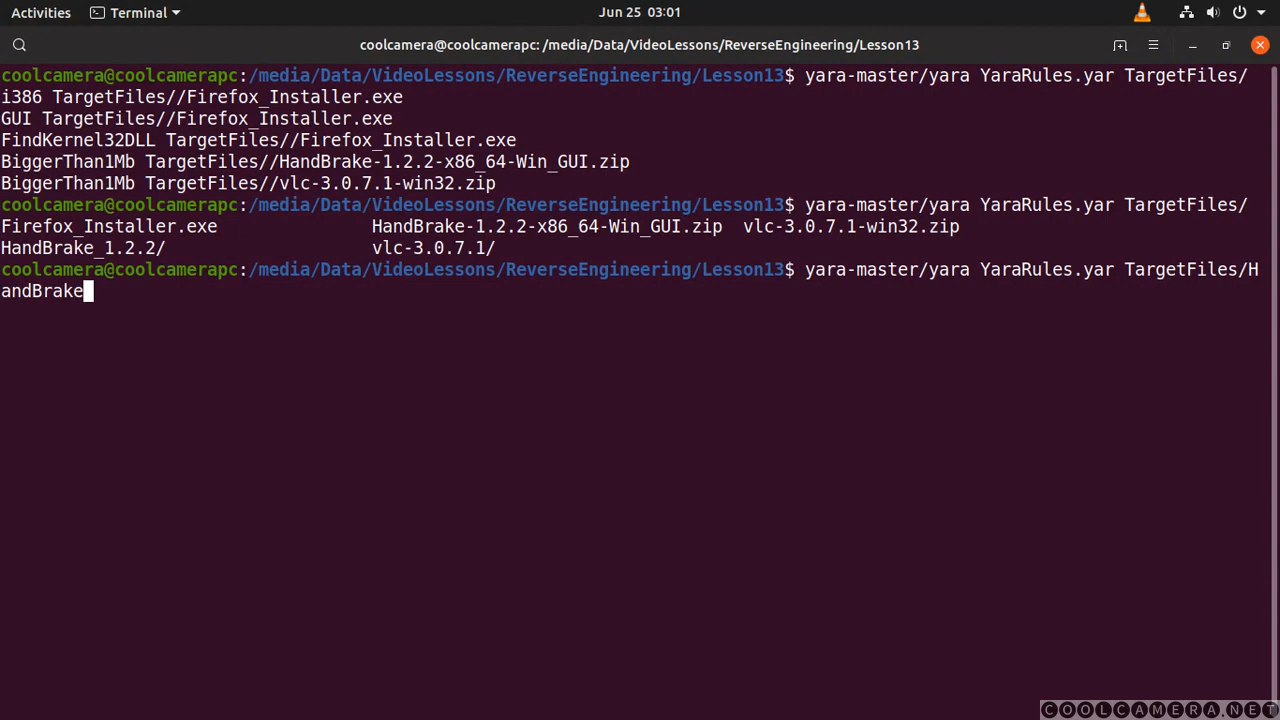 Activities Terminal Jun 25 03:01
coolcamera@coolcamerapc: /media/Data/VideoLessons/ReverseEngineering/Lesson13
coolcamera@coolcamerapc:/media/Data/VideoLessons/ReverseEngineering/Lesson13$ yara-master/yara YaraRules.yar TargetFiles/
i386 TargetFiles//Firefox_Installer.exe
GUI TargetFiles//Firefox_Installer.exe
FindKernel32DLL TargetFiles//Firefox_Installer.exe
BiggerThan1Mb TargetFiles//HandBrake-1.2.2-x86_64-Win_GUI.zip
BiggerThan1Mb TargetFiles//vlc-3.0.7.1-win32.zip
coolcamera@coolcamerapc:/media/Data/VideoLessons/ReverseEngineering/Lesson13$ yara-master/yara YaraRules.yar TargetFiles/
Firefox_Installer.exe HandBrake-1.2.2-x86_64-Win_GUI.zip vlc-3.0.7.1-win32.zip
HandBrake_1.2.2/ vlc-3.0.7.1/
coolcamera@coolcamerapc:/media/Data/VideoLessons/ReverseEngineering/Lesson13$ yara-master/yara YaraRules.yar TargetFiles/H
andBrake
COOLCAMERA.NET